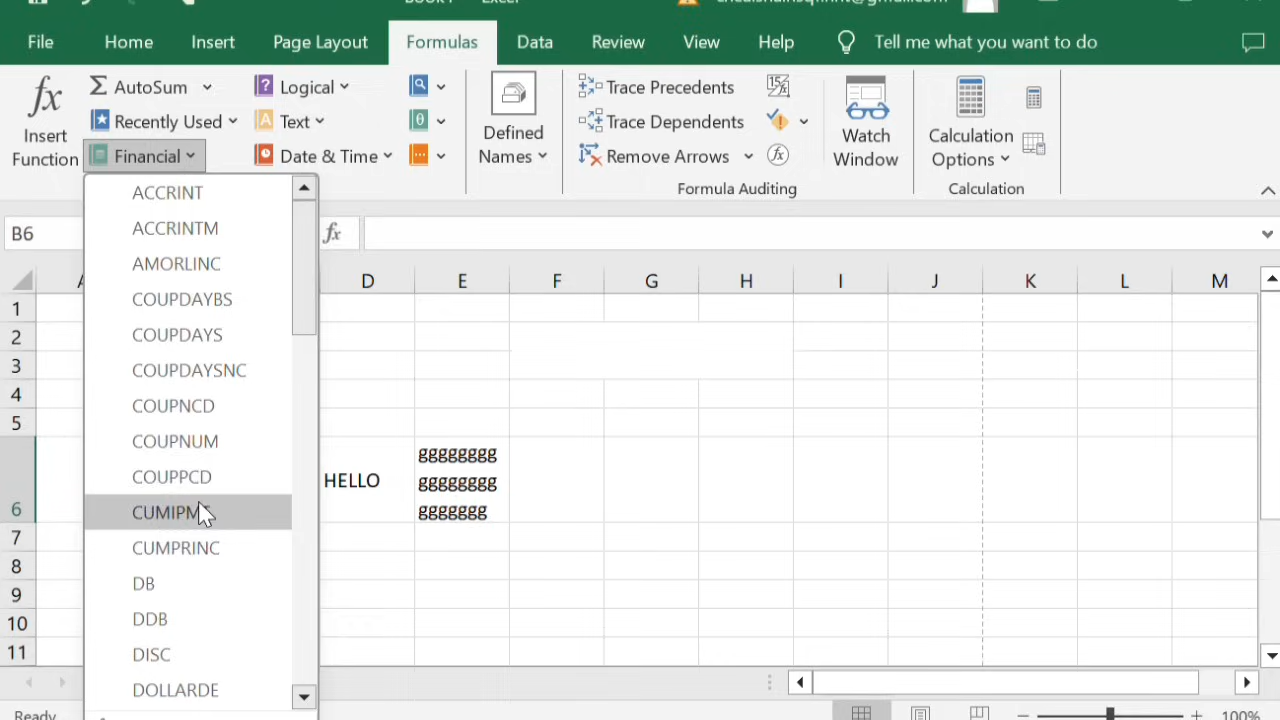 File Home Insert Page Layout Formulas Data Review View Help Tell me what you want to do
fx
Insert
Function
AutoSum
Recently Used
Financial
Logical
Text
Date & Time
θ
Defined
Names
Trace Precedents
Trace Dependents
Remove Arrows
fx
Formula Auditing
Watch
Window
Calculation
Options
Calculation
B6
fx
ACCRINT
ACCRINTM
AMORLINC
COUPDAYBS
COUPDAYS
COUPDAYSNC
COUPNCD
COUPNUM
COUPPCD
CUMPRINC
DB
DDB
DISC
DOLLARDE
D E F G H I J K L M
1
2
3
4
5
6
HELLO
gggggggg
gggggggg
ggggggg
7
8
9
10
11
Ready
100%